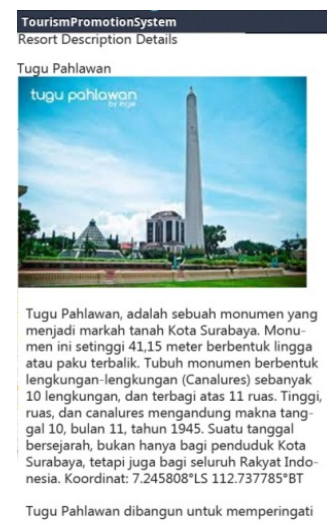 TourismPromotionSystem
Resort Description Details
Tugu Pahlawan
tugu pahlawan
by enje
Tugu Pahlawan, adalah sebuah monumen yang
menjadi markah tanah Kota Surabaya. Monu-
men ini setinggi 41,15 meter berbentuk lingga
atau paku terbalik. Tubuh monumen berbentuk
lengkungan-lengkungan (Canalures) sebanyak
10 lengkungan, dan terbagi atas 11 ruas. Tinggi,
ruas, dan canalures mengandung makna tang-
gal 10, bulan 11, tahun 1945. Suatu tanggal
bersejarah, bukan hanya bagi penduduk Kota
Surabaya, tetapi juga bagi seluruh Rakyat Indo-
nesia. Koordinat: 7.245808°LS 112.737785°BT
Tugu Pahlawan dibangun untuk memperingati